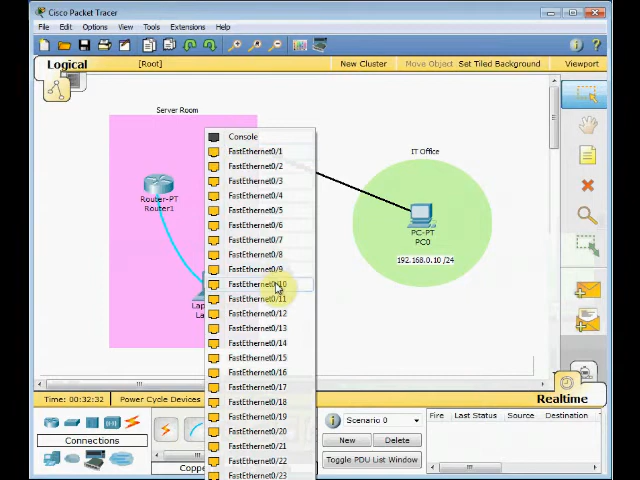 Cisco Packet Tracer
File Edit Options View Tools Extensions Help
Logical
[Root]
New Cluster
Move Object
Set Tiled Background
Viewport
Server Room
IT Office
Router-PT
Router1
PC-PT
PC0
192.168.0.10 /24
Console
FastEthernet0/1
FastEthernet0/2
FastEthernet0/3
FastEthernet0/4
FastEthernet0/5
FastEthernet0/6
FastEthernet0/7
FastEthernet0/8
FastEthernet0/9
FastEthernet0/10
FastEthernet0/11
FastEthernet0/12
FastEthernet0/13
FastEthernet0/14
FastEthernet0/15
FastEthernet0/16
FastEthernet0/17
FastEthernet0/18
FastEthernet0/19
FastEthernet0/20
FastEthernet0/21
FastEthernet0/22
FastEthernet0/23
Lap
La
Time: 00:32:32
Power Cycle Devices
Realtime
Connections
Copp
Scenario 0
New
Delete
Toggle PDU List Window
Fire Last Status Source Destination